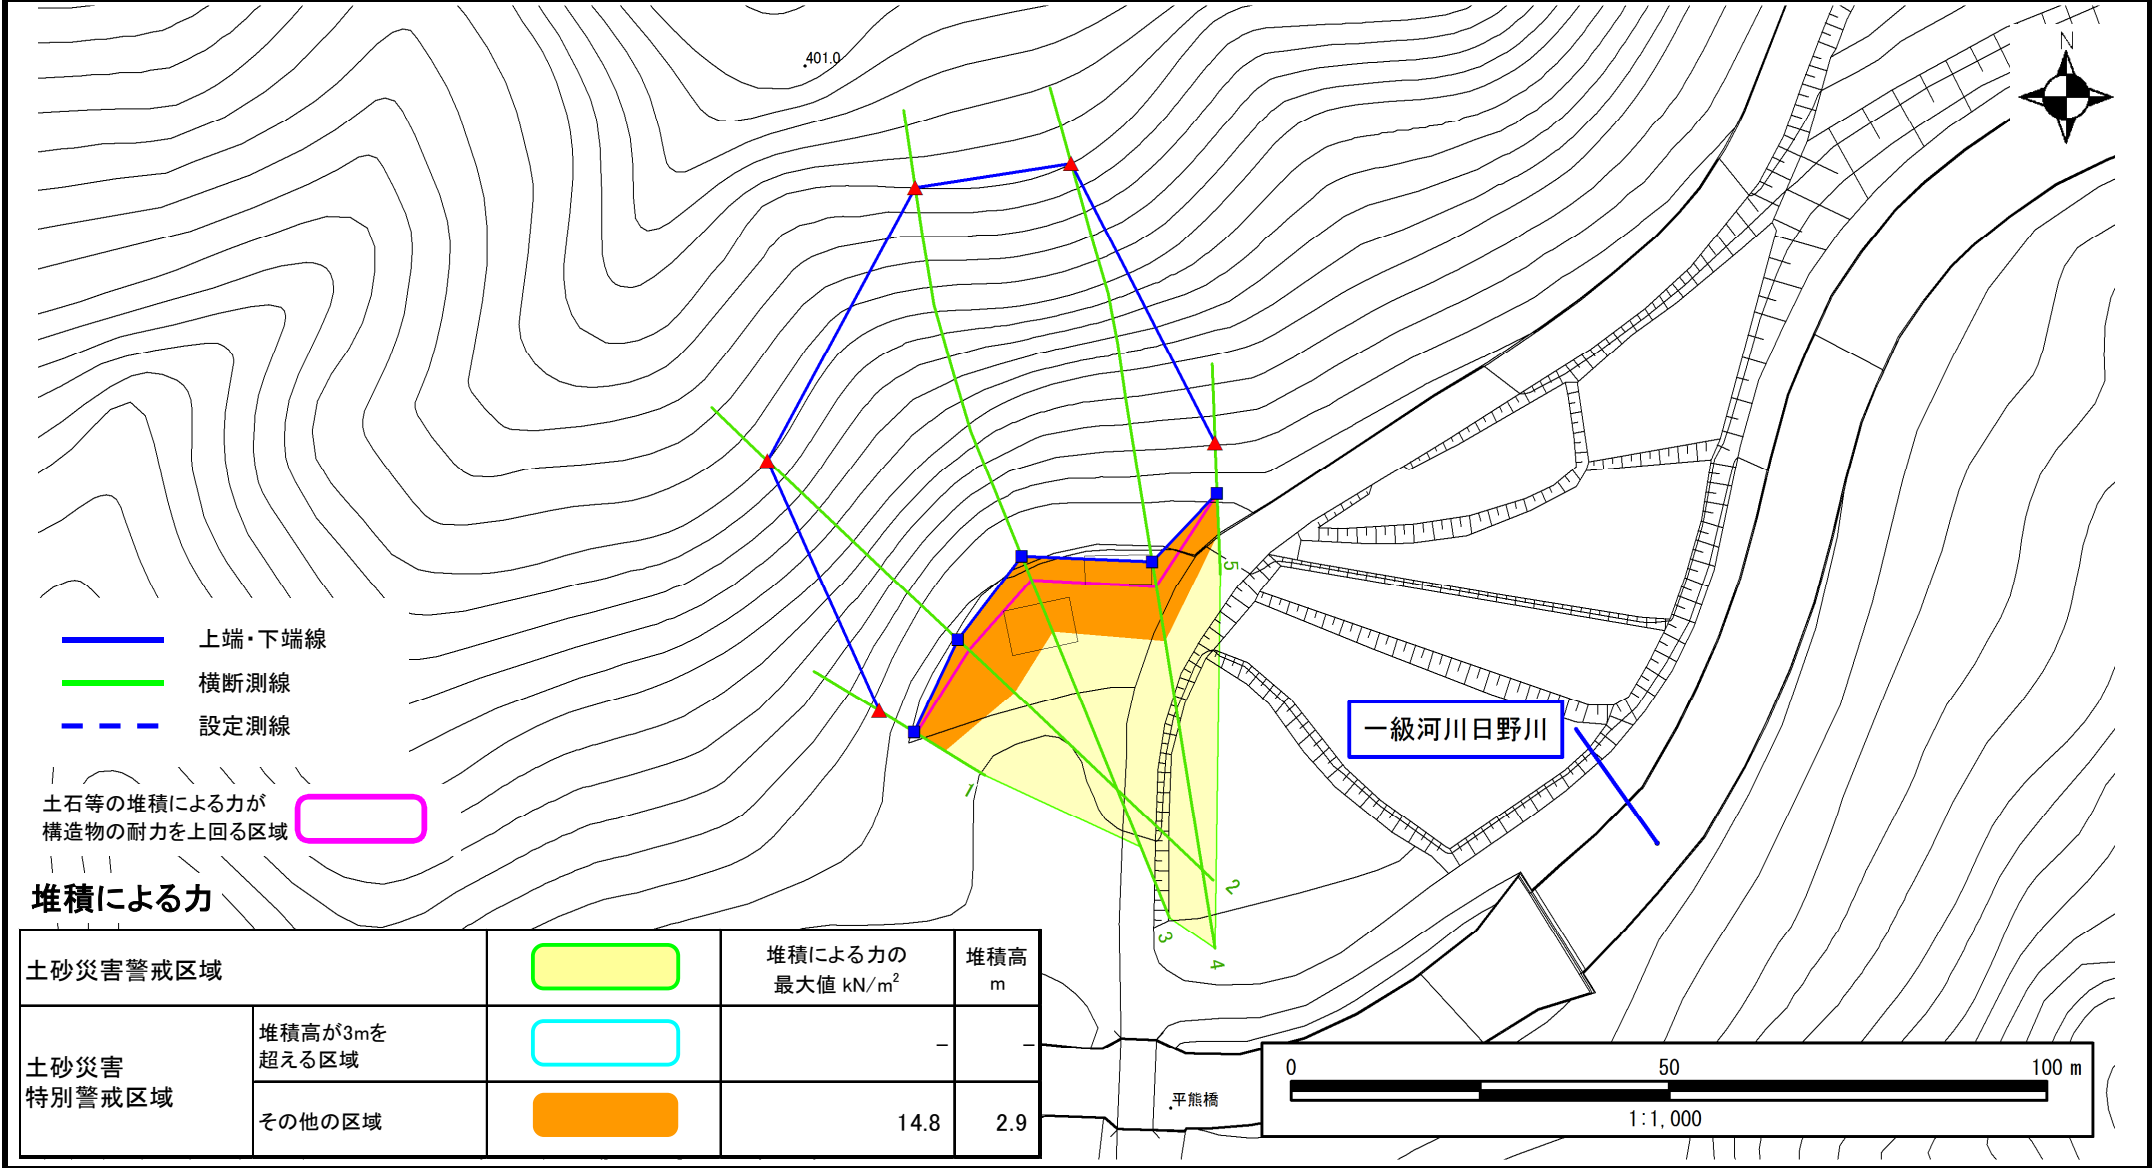 401.0
N
5
上端・下端線
横断測線
設定測線
一級河川日野川
1
土石等の堆積による力が
構造物の耐力を上回る区域
2
3
4
堆積による力
土砂災害警戒区域
堆積による力の
最大値 kN/m²
堆積高
m
土砂災害
特別警戒区域
堆積高が3mを
超える区域
－
－
その他の区域
14.8
2.9
平熊橋
0 50 100 m
1:1,000